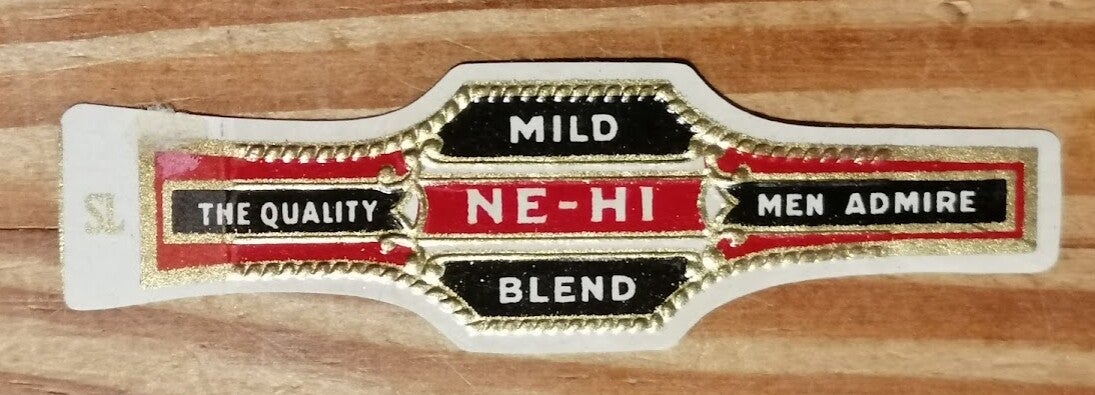 MILD
THE QUALITY NE-HI MEN ADMIRE
BLEND
SL